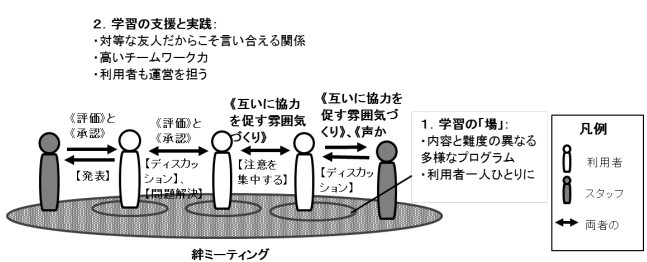 2．学習の支援と実践：
・対等な友人だからこそ言い合える関係
・高いチームワーク力
・利用者も運営を担う
《評価》と
《承認》
【発表】
《評価》と
《承認》
【ディスカッ
ション】、
【問題解決】
《互いに協力
を促す雰囲気
づくり》
【注意を
集中する】
《互いに協力を
促す雰囲気づ
くり》、《声か
【ディスカッ
ション】
1．学習の「場」：
・内容と難度の異なる
多様なプログラム
・利用者一人ひとりに
凡例
利用者
スタッフ
両者の
絆ミーティング